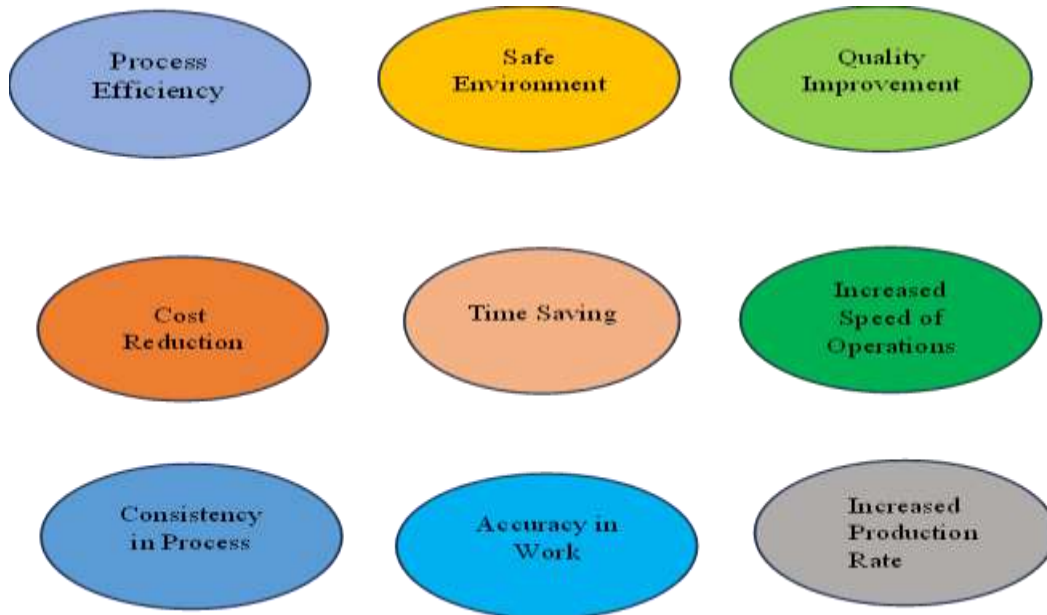 Process
Efficiency
Safe
Environment
Quality
Improvement
Cost
Reduction
Time Saving
Increased
Speed of
Operations
Consistency
in Process
Accuracy in
Work
Increased
Production
Rate